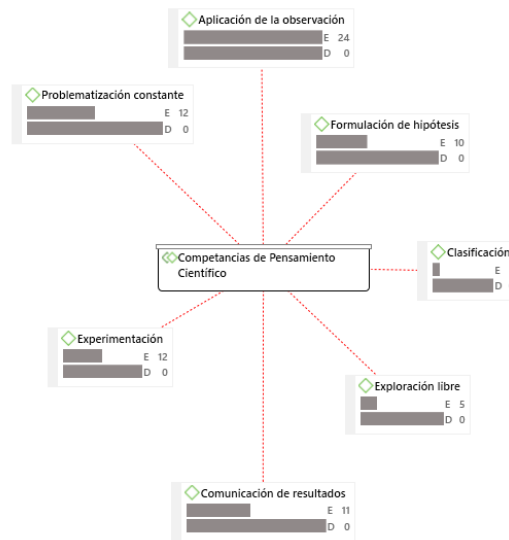 Aplicación de la observación
E 24
D 0
Problematización constante
E 12
D 0
Formulación de hipótesis
E 10
D 0
Competancias de Pensamiento
Científico
Clasificación
E
D
Experimentación
E 12
D 0
Exploración libre
E 5
D 0
Comunicación de resultados
E 11
D 0